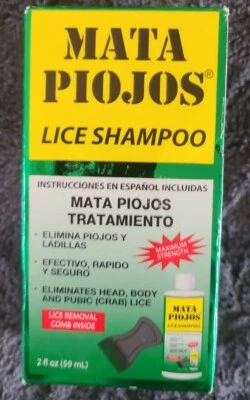 MATA
PIOJOS®
LICE SHAMPOO
INSTRUCCIONES EN ESPAÑOL INCLUIDAS
MATA PIOJOS
TRATAMIENTO
• ELIMINA PIOJOS Y
LADILLAS
• EFECTIVO, RAPIDO
Y SEGURO
• ELIMINATES HEAD, BODY
AND PUBIC (CRAB) LICE
MAXIMUM
STRENGTH
LICE REMOVAL
COMB INSIDE
MATA
PIOJOS
LICE SHAMPOO
2 fl oz (59 mL)